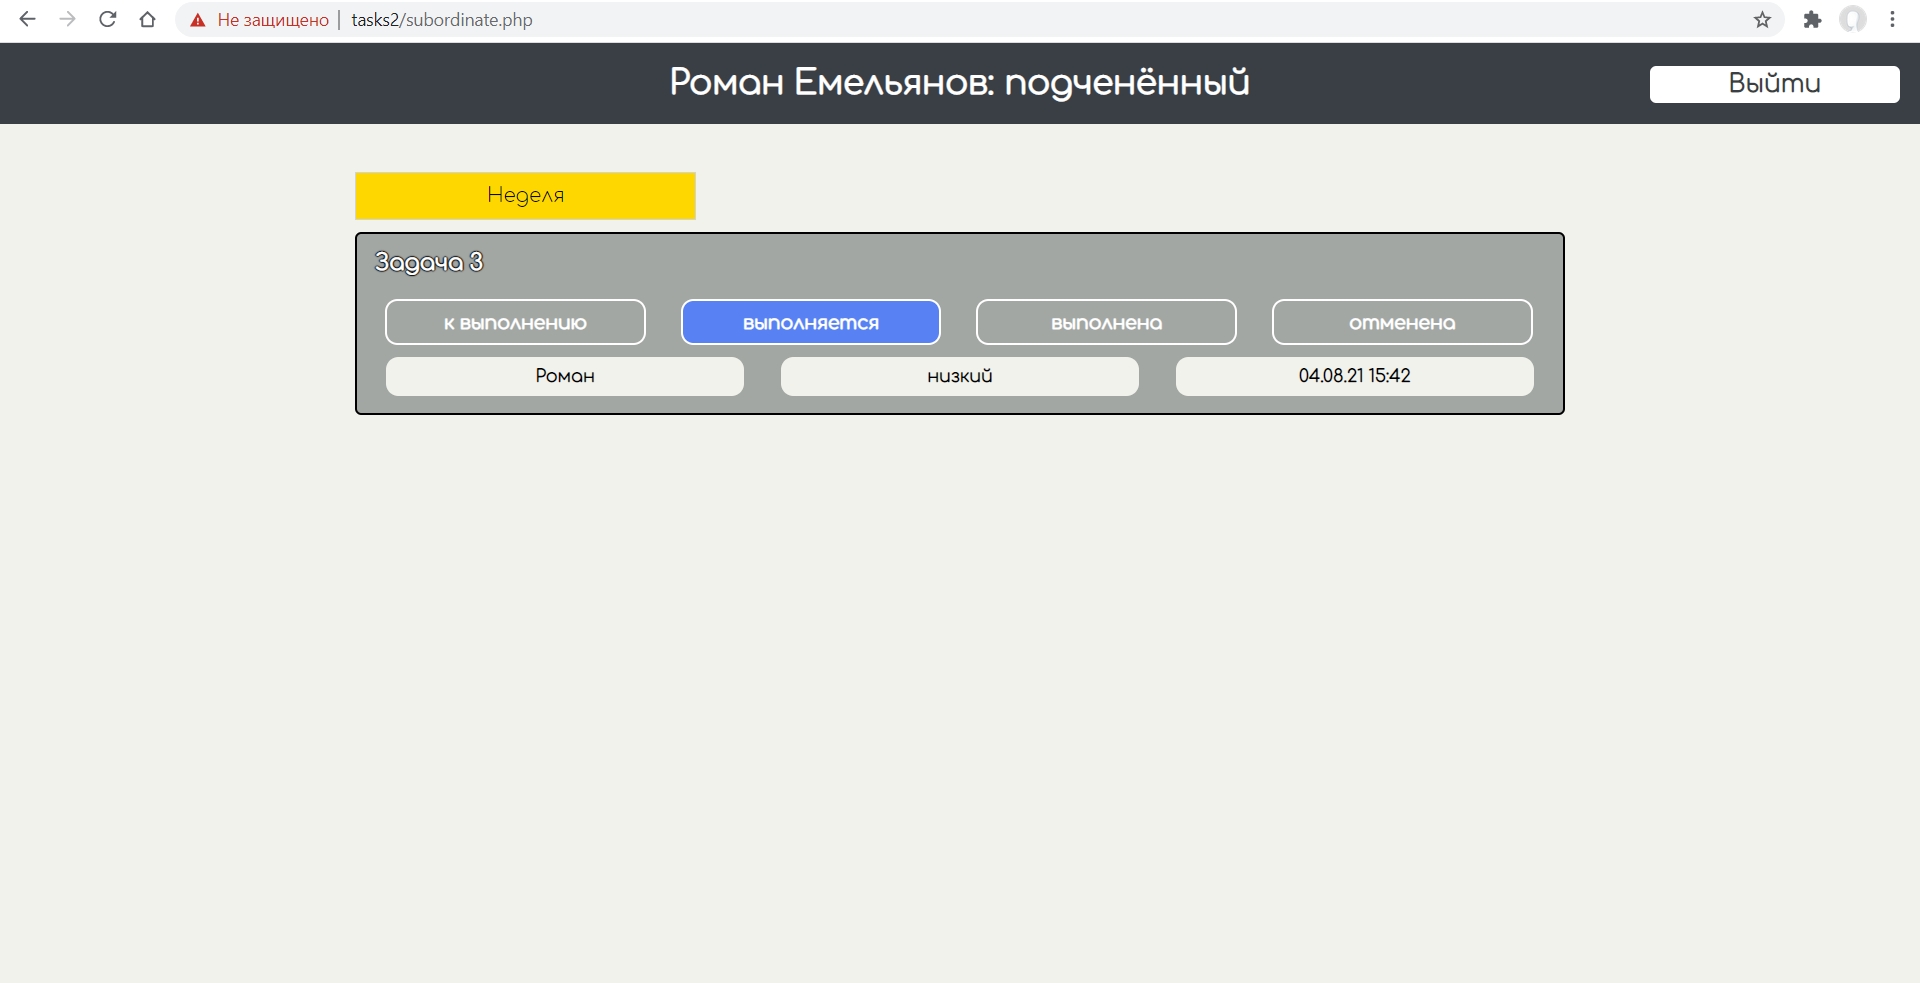 Не защищено | tasks2/subordinate.php
Роман Емельянов: подченённый
Выйти
Неделя
Задача 3
к выполнению
выполняется
выполнена
отменена
Роман
низкий
04.08.21 15:42